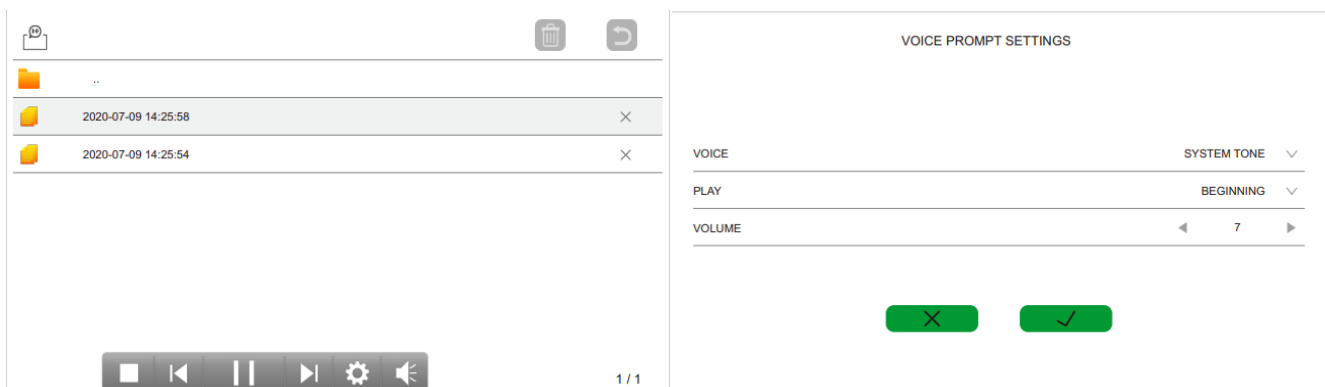 ..
2020-07-09 14:25:58
2020-07-09 14:25:54
1 / 1
VOICE PROMPT SETTINGS
VOICE SYSTEM TONE
PLAY BEGINNING
VOLUME 7